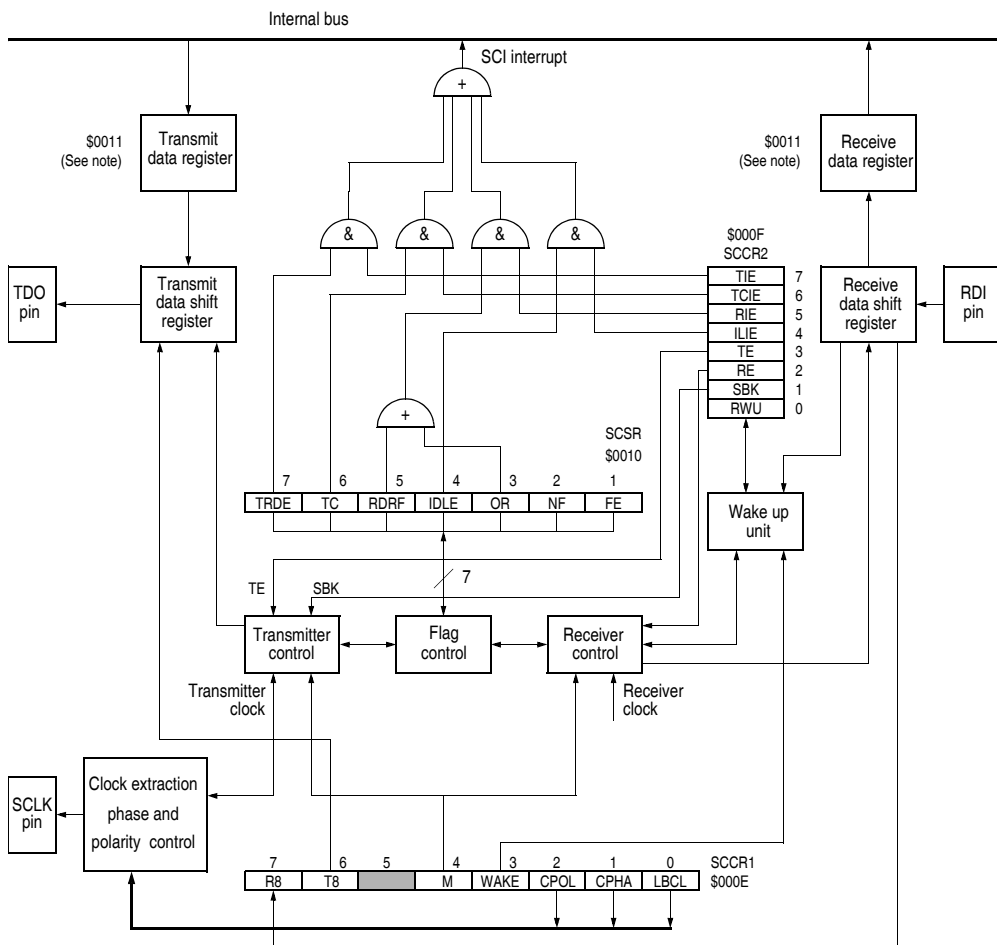 Internal bus
SCI interrupt
+
$0011
(See note)
Transmit
data register
$0011
(See note)
Receive
data register
&
&
&
&
$000F
SCCR2
TDO
pin
Transmit
data shift
register
TIE 7
TCIE 6
RIE 5
ILIE 4
TE 3
RE 2
SBK 1
RWU 0
Receive
data shift
register
RDI
pin
+
SCSR
$0010
7 6 5 4 3 2 1
TRDE TC RDRF IDLE OR NF FE
Wake up
unit
7
TE
SBK
Transmitter
control
Flag
control
Receiver
control
Transmitter
clock
Receiver
clock
SCLK
pin
Clock extraction
phase and
polarity control
7 6 5 4 3 2 1 0
SCCR1
R8 T8 M WAKE CPOL CPHA LBCL
$000E